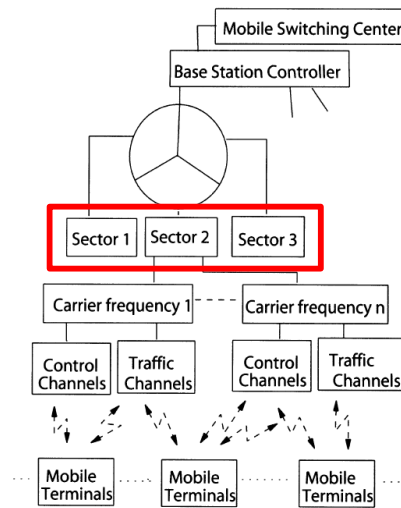 Mobile Switching Center
Base Station Controller
Sector 1
Sector 2
Sector 3
Carrier frequency 1
Carrier frequency n
Control
Channels
Traffic
Channels
Control
Channels
Traffic
Channels
Mobile
Terminals
Mobile
Terminals
Mobile
Terminals